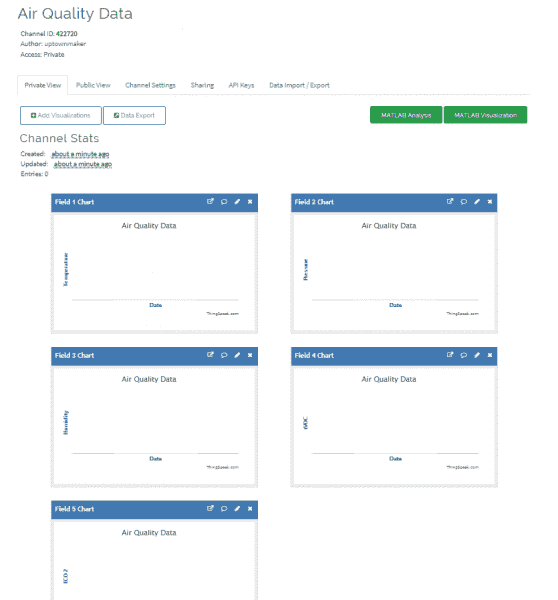 Air Quality Data
Channel ID: 422720
Author: uptownmaker
Access: Private
Private View Public View Channel Settings Sharing API Keys Data Import / Export
Add Visualizations Data Export MATLAB Analysis MATLAB Visualization
Channel Stats
Created: about a minute ago
Updated: about a minute ago
Entries: 0
Field 1 Chart
Air Quality Data
Temperature
Date
ThingSpeak.com
Field 2 Chart
Air Quality Data
Pressure
Date
ThingSpeak.com
Field 3 Chart
Air Quality Data
Humidity
Date
ThingSpeak.com
Field 4 Chart
Air Quality Data
Date
ThingSpeak.com
Field 5 Chart
Air Quality Data